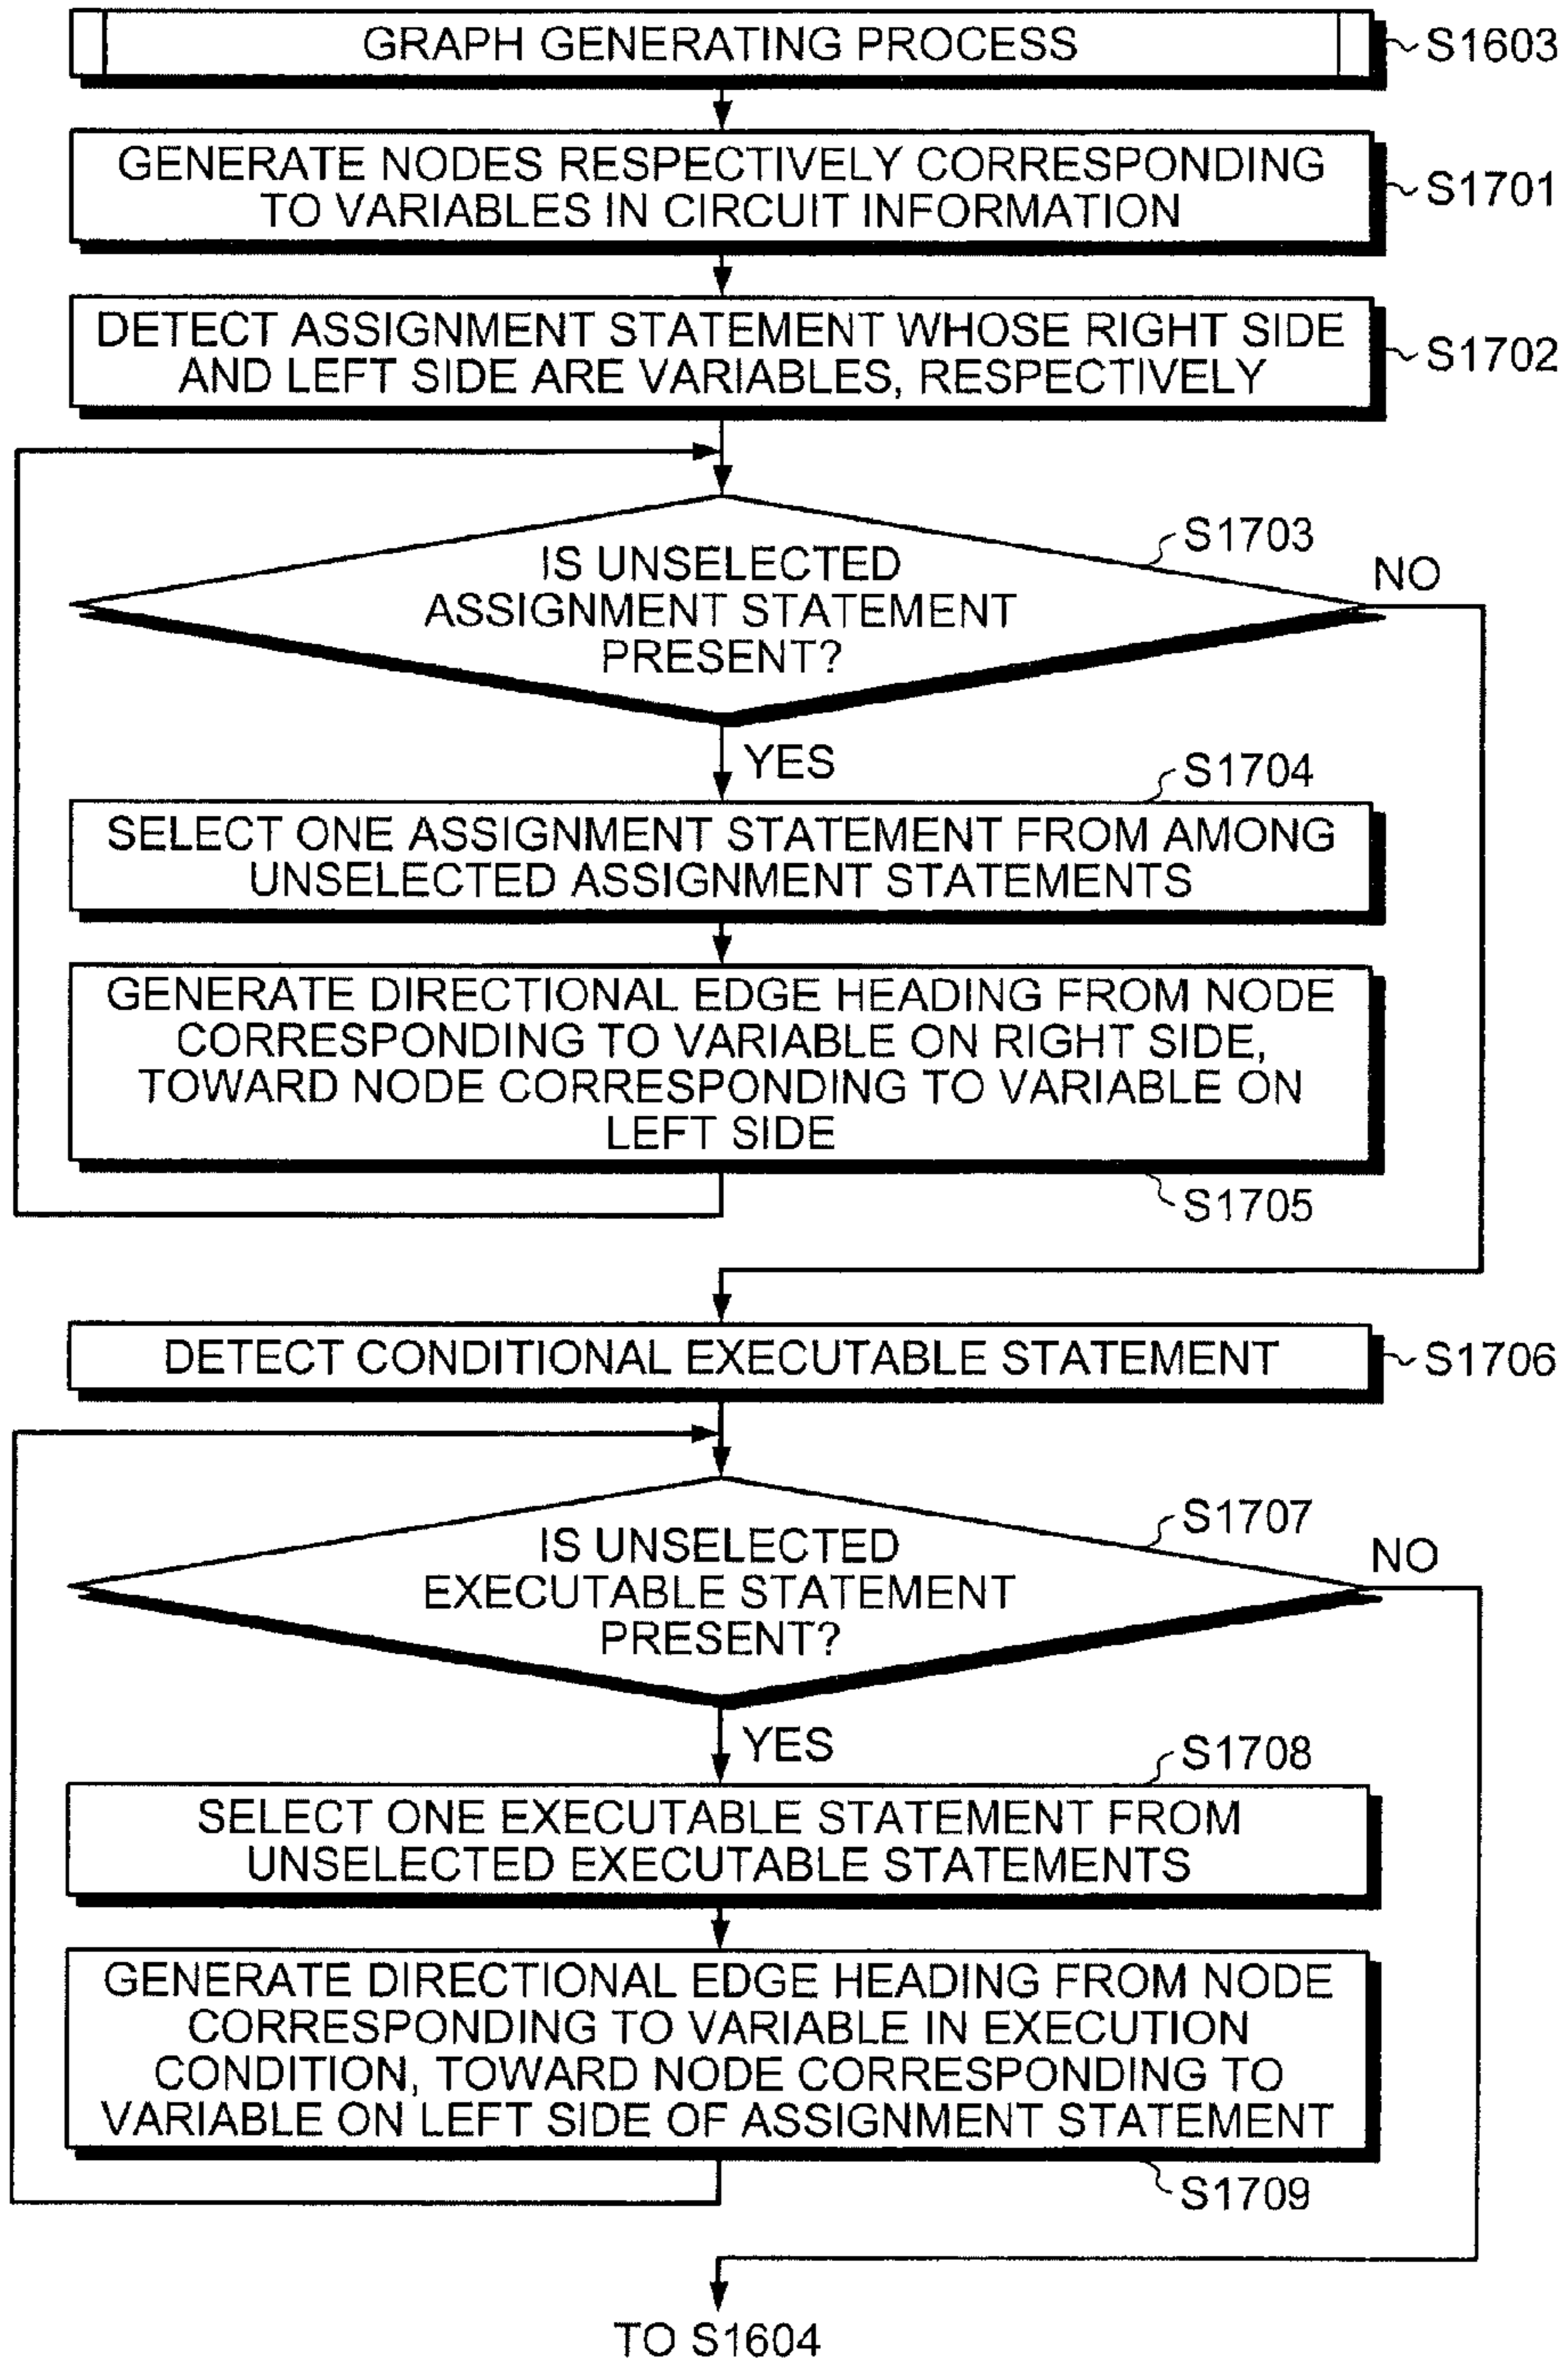 GRAPH GENERATING PROCESS
S1603
GENERATE NODES RESPECTIVELY CORRESPONDING
TO VARIABLES IN CIRCUIT INFORMATION
S1701
DETECT ASSIGNMENT STATEMENT WHOSE RIGHT SIDE
AND LEFT SIDE ARE VARIABLES, RESPECTIVELY
S1702
S1703
IS UNSELECTED
ASSIGNMENT STATEMENT
PRESENT?
NO
YES
S1704
SELECT ONE ASSIGNMENT STATEMENT FROM AMONG
UNSELECTED ASSIGNMENT STATEMENTS
GENERATE DIRECTIONAL EDGE HEADING FROM NODE
CORRESPONDING TO VARIABLE ON RIGHT SIDE,
TOWARD NODE CORRESPONDING TO VARIABLE ON
LEFT SIDE
S1705
DETECT CONDITIONAL EXECUTABLE STATEMENT
S1706
S1707
IS UNSELECTED
EXECUTABLE STATEMENT
PRESENT?
NO
YES
S1708
SELECT ONE EXECUTABLE STATEMENT FROM
UNSELECTED EXECUTABLE STATEMENTS
GENERATE DIRECTIONAL EDGE HEADING FROM NODE
CORRESPONDING TO VARIABLE IN EXECUTION
CONDITION, TOWARD NODE CORRESPONDING TO
VARIABLE ON LEFT SIDE OF ASSIGNMENT STATEMENT
S1709
TO S1604